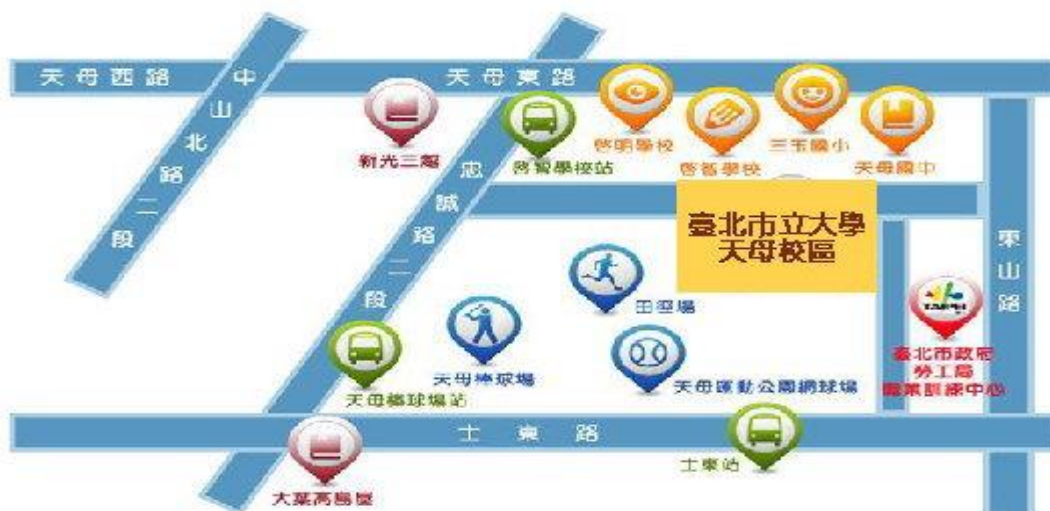 天母西路
中山北路二段
天母東路
新光三越
啓智學校站
啓明學校
啓智學校
三玉國小
天母國中
忠誠路二段
臺北市立大學
天母校區
東山路
田徑場
天母棒球場
天母運動公園網球場
臺北市政府
勞工局
職業訓練中心
天母棒球場站
士東路
士東站
大葉高島屋